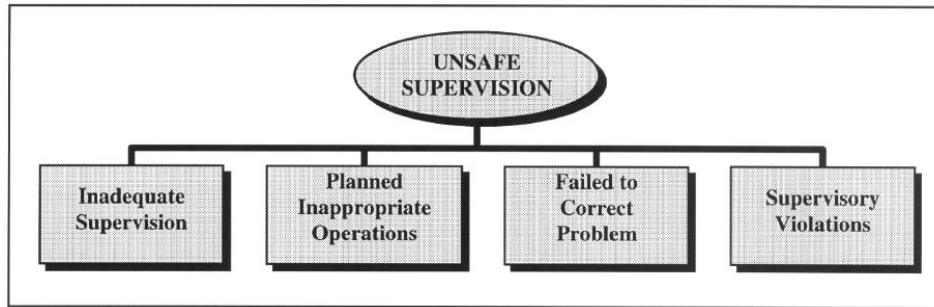 UNSAFE
SUPERVISION
Inadequate
Supervision
Planned
Inappropriate
Operations
Failed to
Correct
Problem
Supervisory
Violations